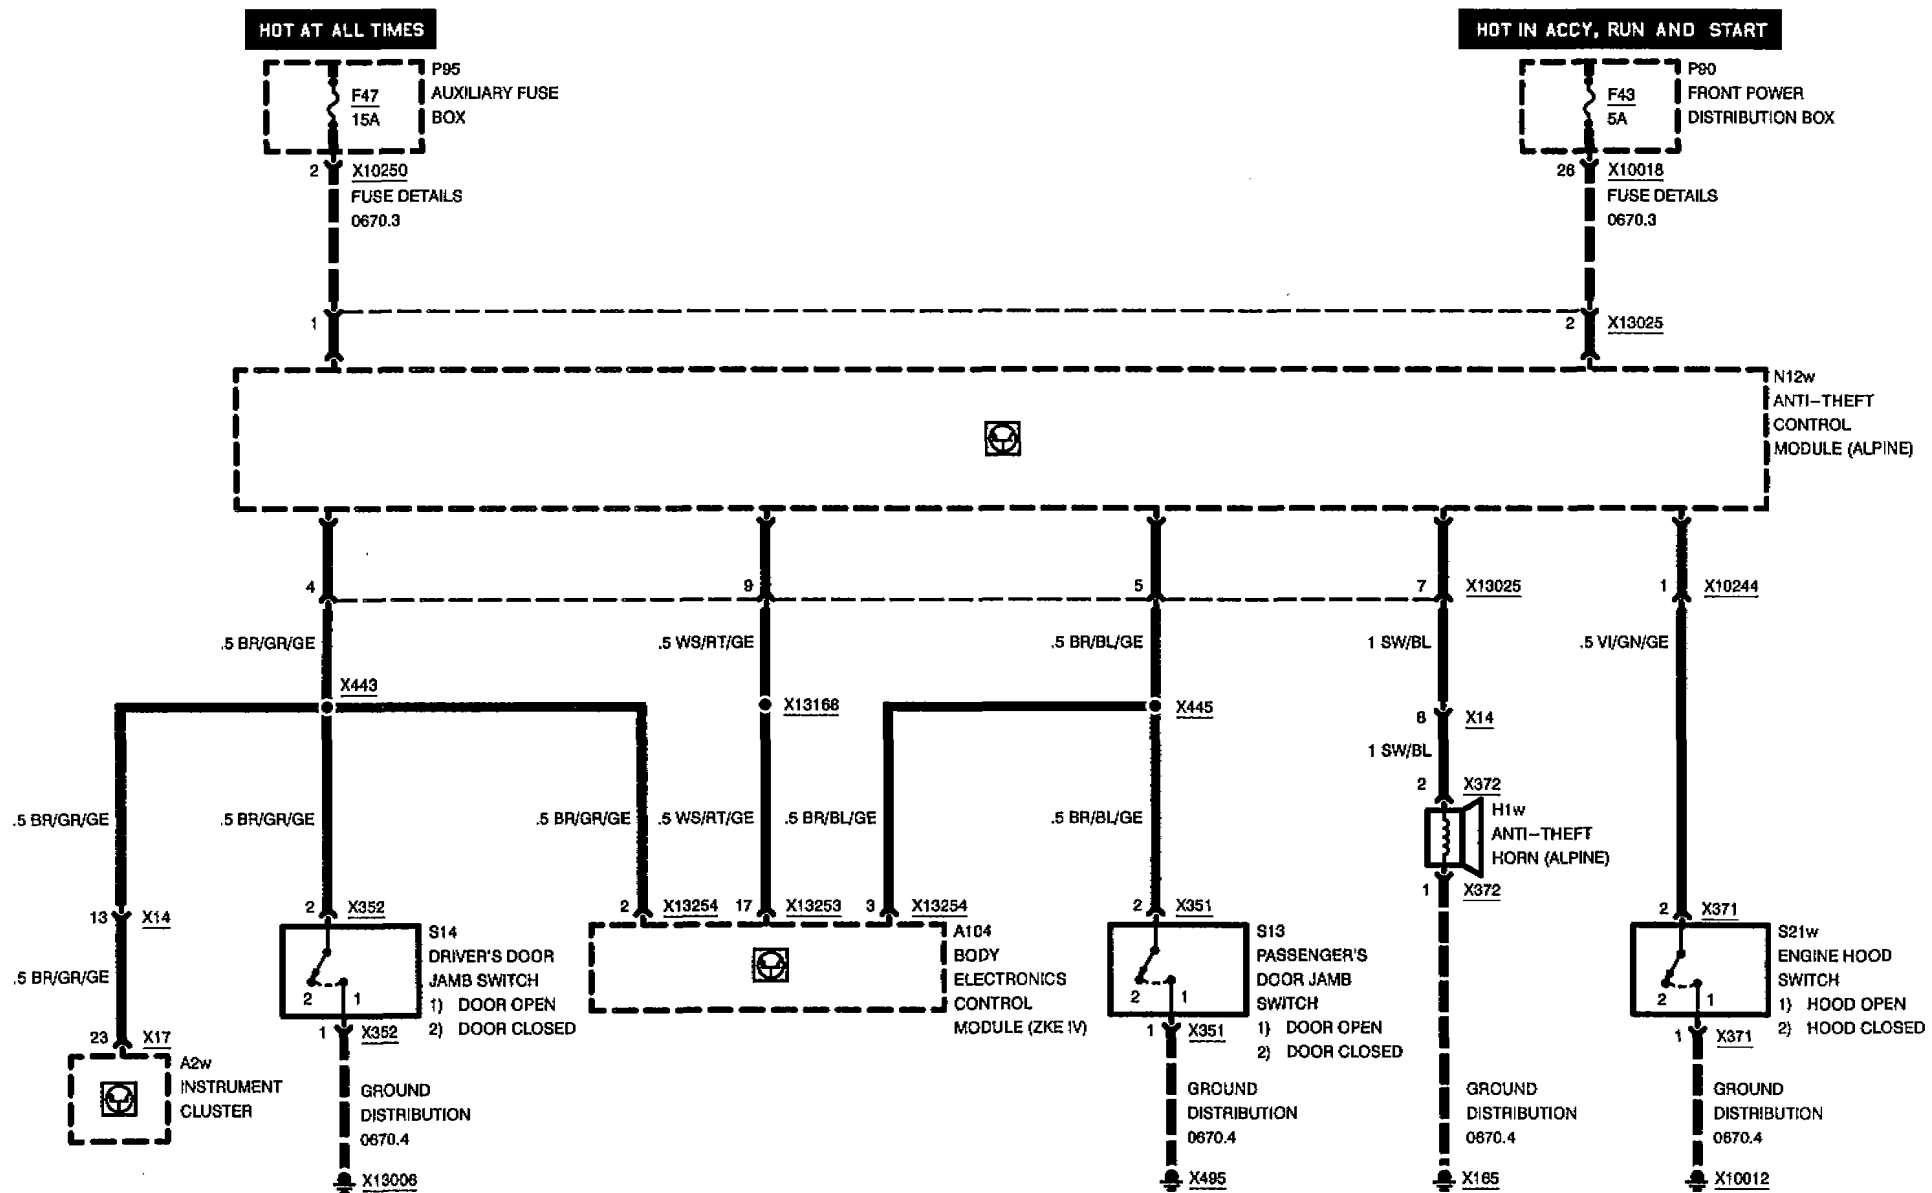 HOT AT ALL TIMES
HOT IN ACCY, RUN AND START
P95
AUXILIARY FUSE
BOX
F47
15A
2 X10250
FUSE DETAILS
0670.3
P90
FRONT POWER
DISTRIBUTION BOX
F43
5A
26 X10018
FUSE DETAILS
0670.3
1
2 X13025
N12w
ANTI-THEFT
CONTROL
MODULE (ALPINE)
4
9
5
7 X13025
1 X10244
.5 BR/GR/GE
.5 WS/RT/GE
.5 BR/BL/GE
1 SW/BL
.5 VI/GN/GE
X443
X13168
X445
8 X14
1 SW/BL
2 X372
H1w
ANTI-THEFT
HORN (ALPINE)
1 X372
.5 BR/GR/GE
.5 BR/GR/GE
.5 BR/GR/GE
.5 WS/RT/GE
.5 BR/BL/GE
.5 BR/BL/GE
13 X14
.5 BR/GR/GE
23 X17
A2w
INSTRUMENT
CLUSTER
2 X352
S14
DRIVER'S DOOR
JAMB SWITCH
1) DOOR OPEN
2) DOOR CLOSED
2 1
1 X352
GROUND
DISTRIBUTION
0670.4
X13006
2 X13254
17 X13253
3 X13254
A104
BODY
ELECTRONICS
CONTROL
MODULE (ZKE IV)
2 X351
S13
PASSENGER'S
DOOR JAMB
SWITCH
1) DOOR OPEN
2) DOOR CLOSED
2 1
1 X351
GROUND
DISTRIBUTION
0670.4
X495
GROUND
DISTRIBUTION
0670.4
X165
2 X371
S21w
ENGINE HOOD
SWITCH
1) HOOD OPEN
2) HOOD CLOSED
2 1
1 X371
GROUND
DISTRIBUTION
0670.4
X10012